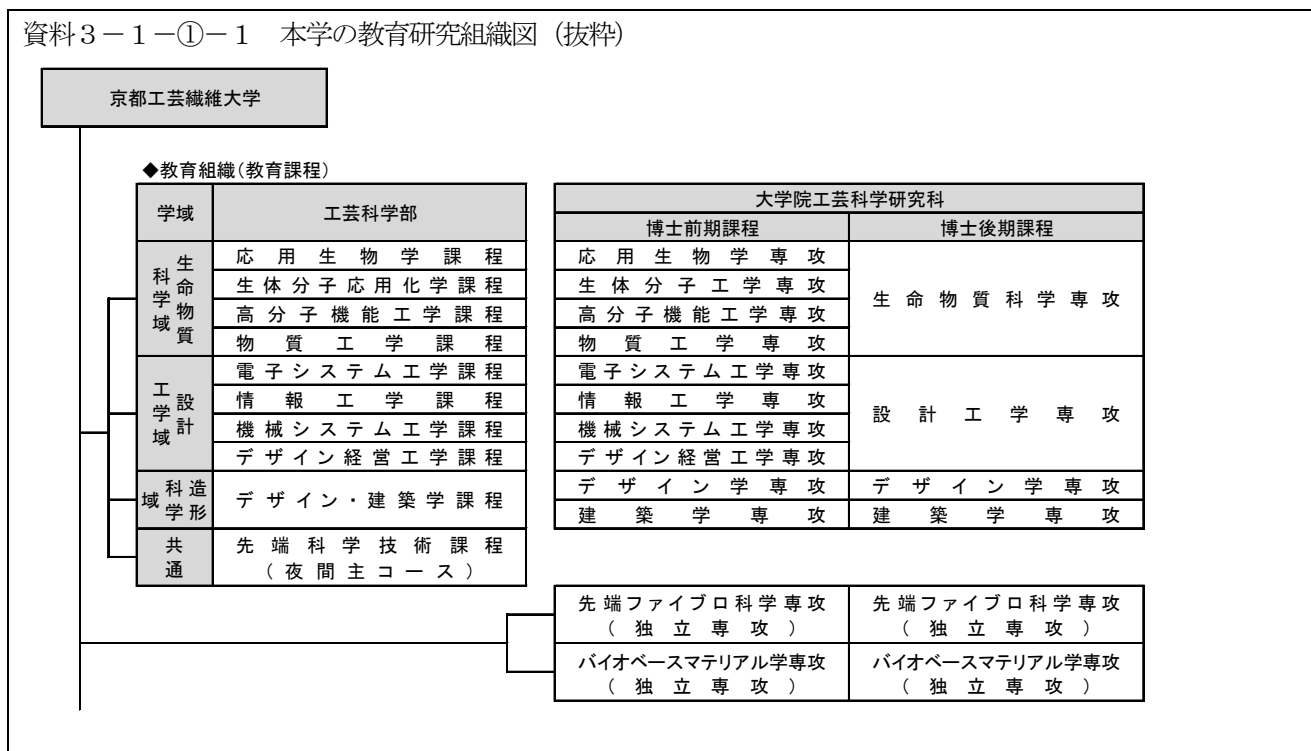 資料3-1-①-1 本学の教育研究組織図(抜粋)
京都工芸繊維大学
◆教育組織(教育課程)
学域
工芸科学部
大学院工芸科学研究科
博士前期課程
博士後期課程
生命物質
科学域
応用生物学課程
生体分子応用化学課程
高分子機能工学課程
物質工学課程
応用生物学専攻
生体分子工学専攻
高分子機能工学専攻
物質工学専攻
生命物質科学専攻
設計
工学域
電子システム工学課程
情報工学課程
機械システム工学課程
デザイン経営工学課程
電子システム工学専攻
情報工学専攻
機械システム工学専攻
デザイン経営工学専攻
設計工学専攻
造形
科学
域
デザイン・建築学課程
デザイン学専攻
建築学専攻
デザイン学専攻
建築学専攻
共
通
先端科学技術課程
(夜間主コース)
先端ファイブロ科学専攻
(独立専攻)
先端ファイブロ科学専攻
(独立専攻)
バイオベースマテリアル学専攻
(独立専攻)
バイオベースマテリアル学専攻
(独立専攻)